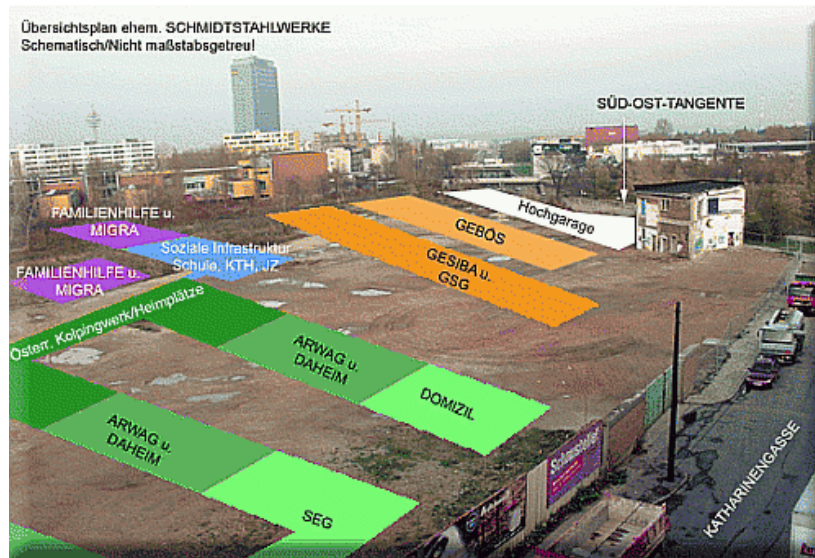 Übersichtsplan ehem. SCHMIDTSTAHLWERKE
Schematisch/Nicht maßstabsgetreu!
SÜD-OST-TANGENTE
Hochgarage
FAMILIENHILFE u.
MIGRA
GEBÖS
Soziale Infrastruktur
Schule, KTH, JZ
GESIBA u.
GSG
FAMILIENHILFE u.
MIGRA
Österr. Kolpingwerk/Heimplätze
ARWAG u.
DAHEIM
DOMIZIL
ARWAG u.
DAHEIM
SEG
KATHARINENGASSE